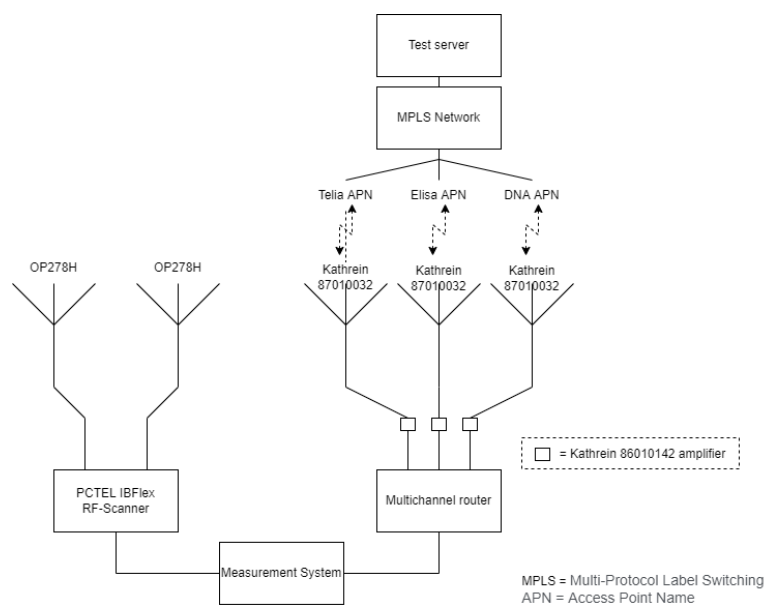 Test server
MPLS Network
Telia APN
Elisa APN
DNA APN
OP278H
OP278H
Kathrein
87010032
Kathrein
87010032
Kathrein
87010032
= Kathrein 86010142 amplifier
PCTEL IBFlex
RF-Scanner
Multichannel router
Measurement System
MPLS = Multi-Protocol Label Switching
APN = Access Point Name